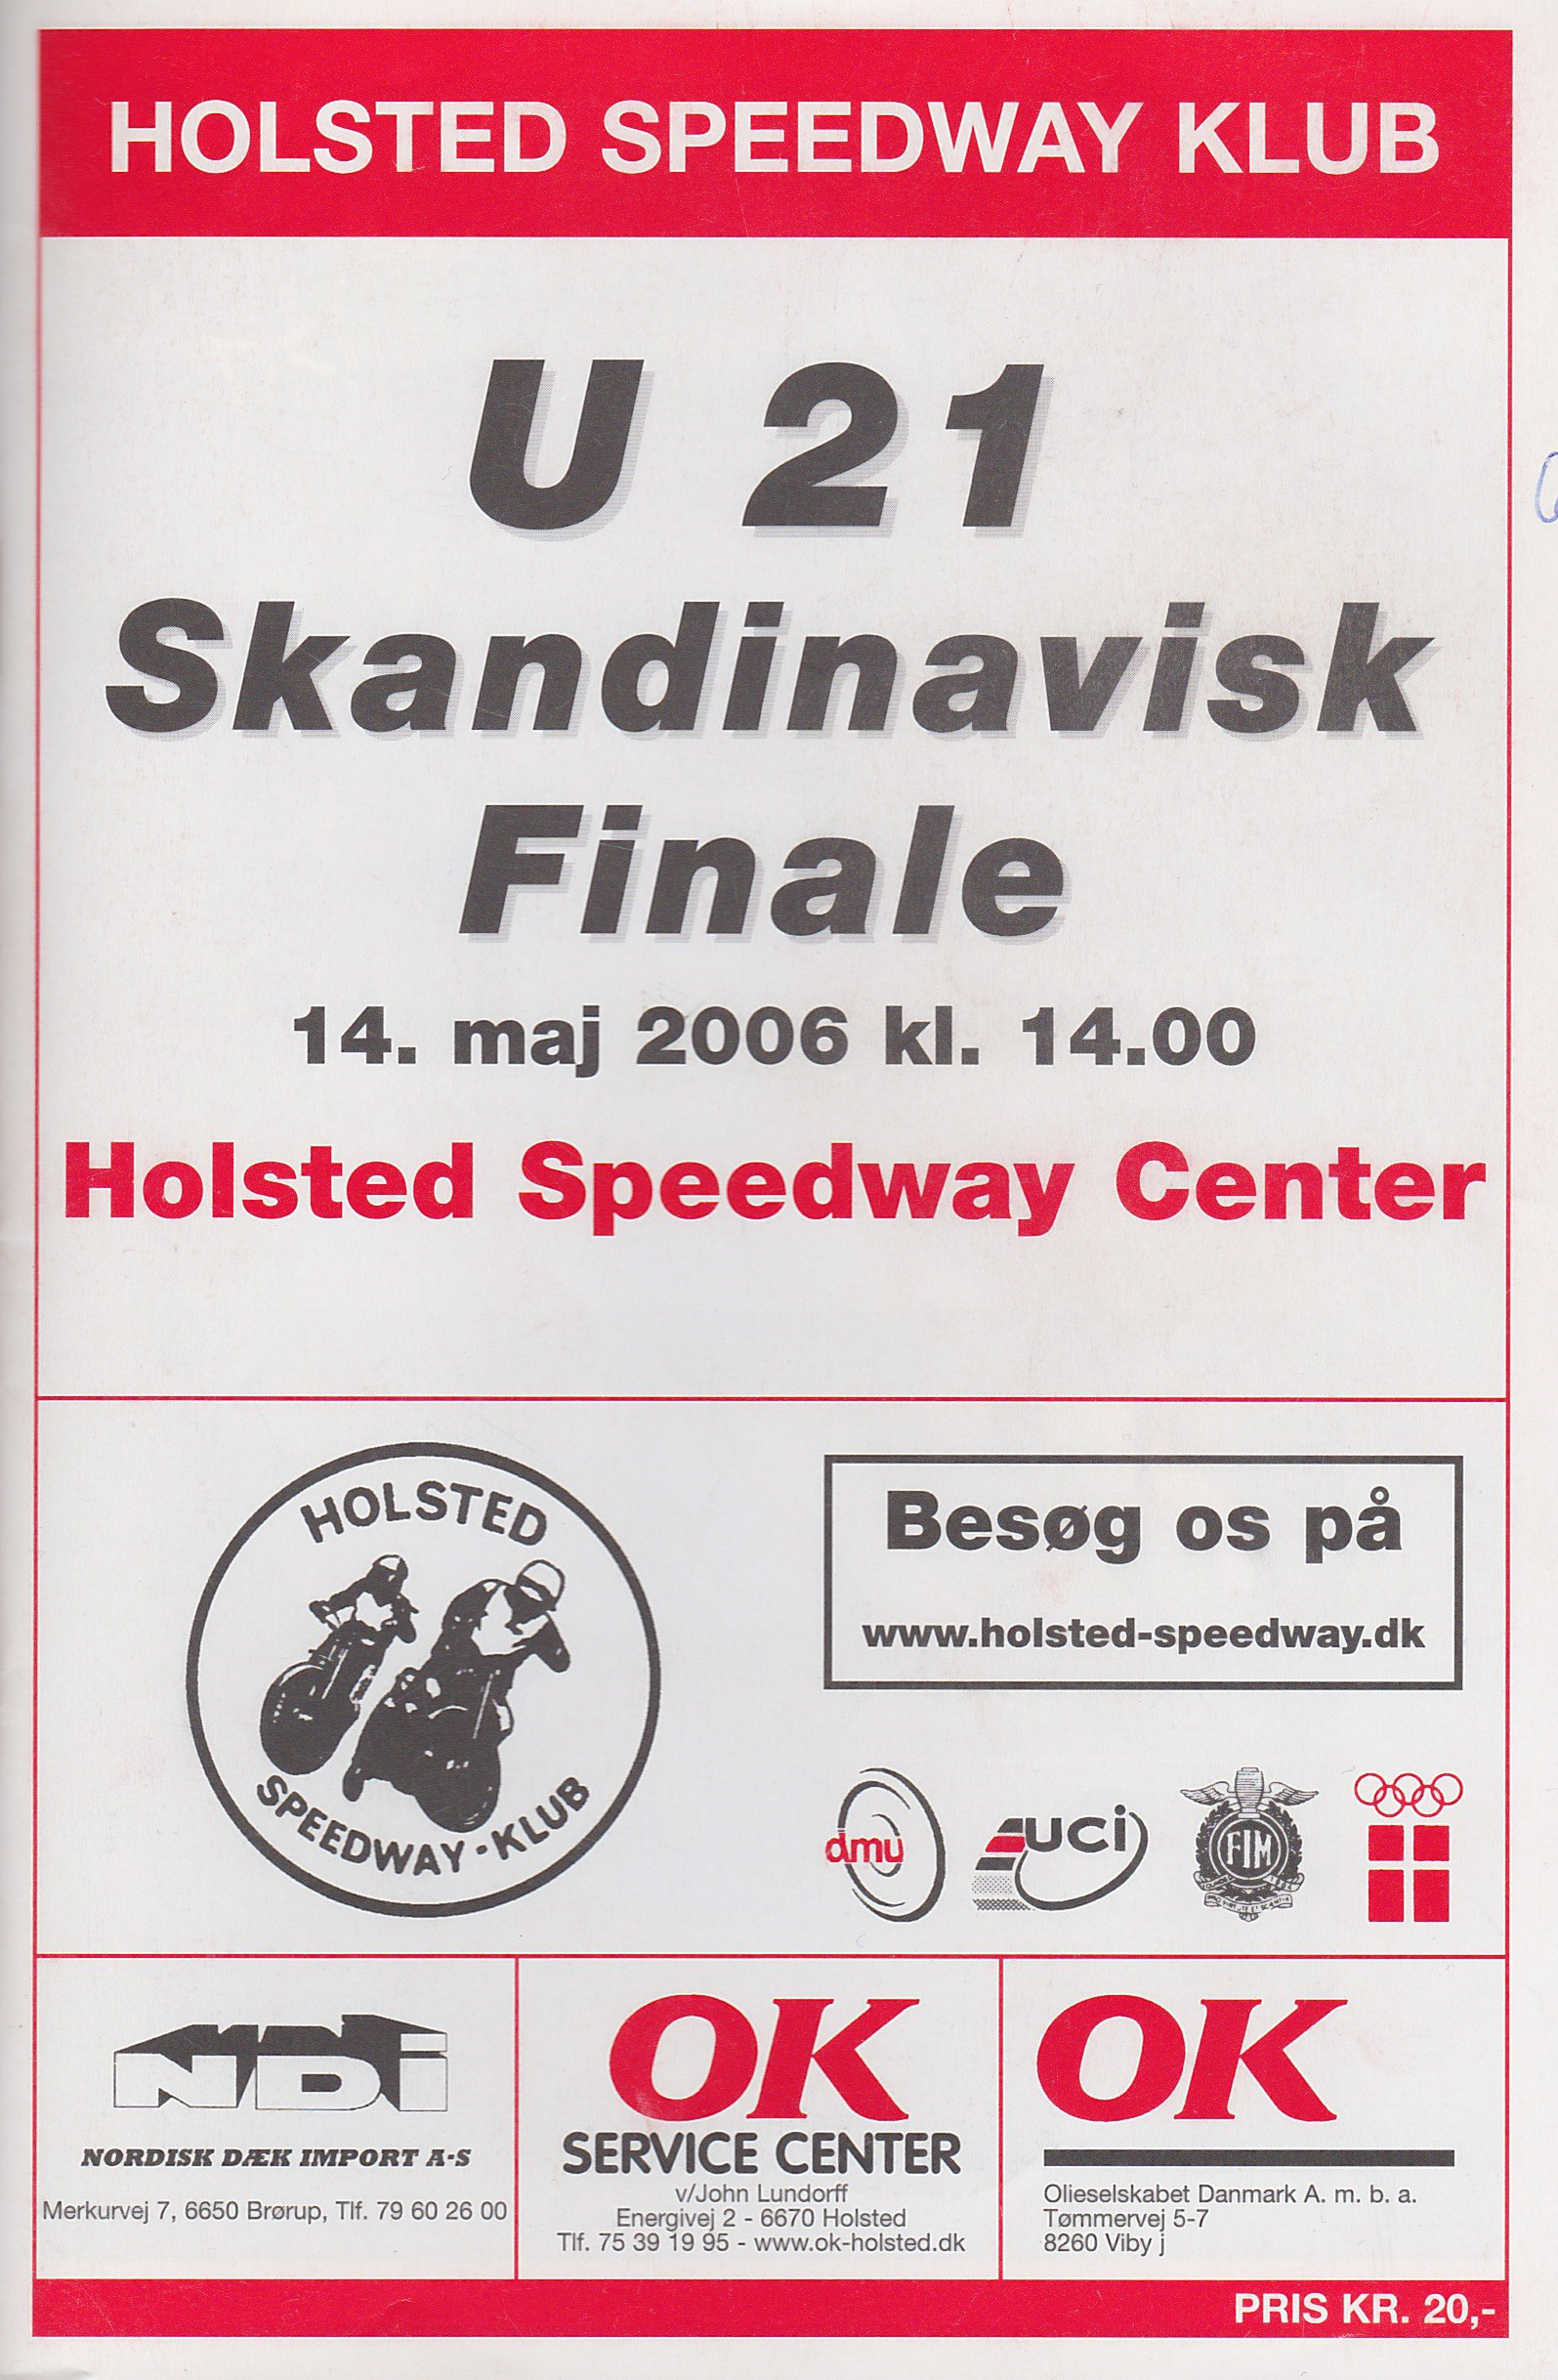 HOLSTED SPEEDWAY KLUB
U 21
Skandinavisk
Finale
14. maj 2006 kl. 14.00
Holsted Speedway Center
HOLSTED
SPEEDWAY-KLUB
Besøg os på
www.holsted-speedway.dk
dmu
UCI
FIM
NDi
NORDISK DÆK IMPORT A-S
Merkurvej 7, 6650 Brørup, Tlf. 79 60 26 00
OK
SERVICE CENTER
v/John Lundorff
Energivej 2 - 6670 Holsted
Tlf. 75 39 19 95 - www.ok-holsted.dk
OK
Olieselskabet Danmark A. m. b. a.
Tømmervej 5-7
8260 Viby j
PRIS KR. 20,-